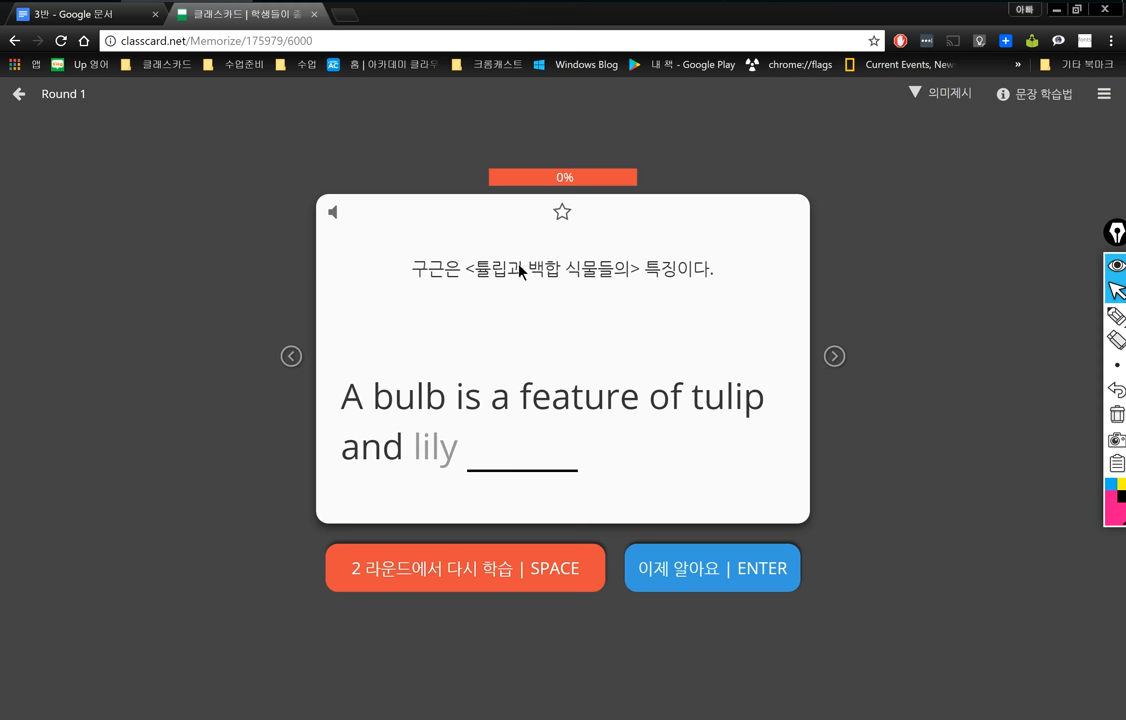 3반 - Google 문서
클래스카드 | 학생들이 좋
아빠
classcard.net/Memorize/175979/6000
앱
Up 영어
클래스카드
수업준비
수업
홈 | 아카데미 클라우
크롬캐스트
Windows Blog
내 책 - Google Play
chrome://flags
Current Events, New
»
기타 북마크
Round 1
의미제시
문장 학습법
0%
구근은 <튤립과 백합 식물들의> 특징이다.
A bulb is a feature of tulip
and lily
2 라운드에서 다시 학습 | SPACE
이제 알아요 | ENTER